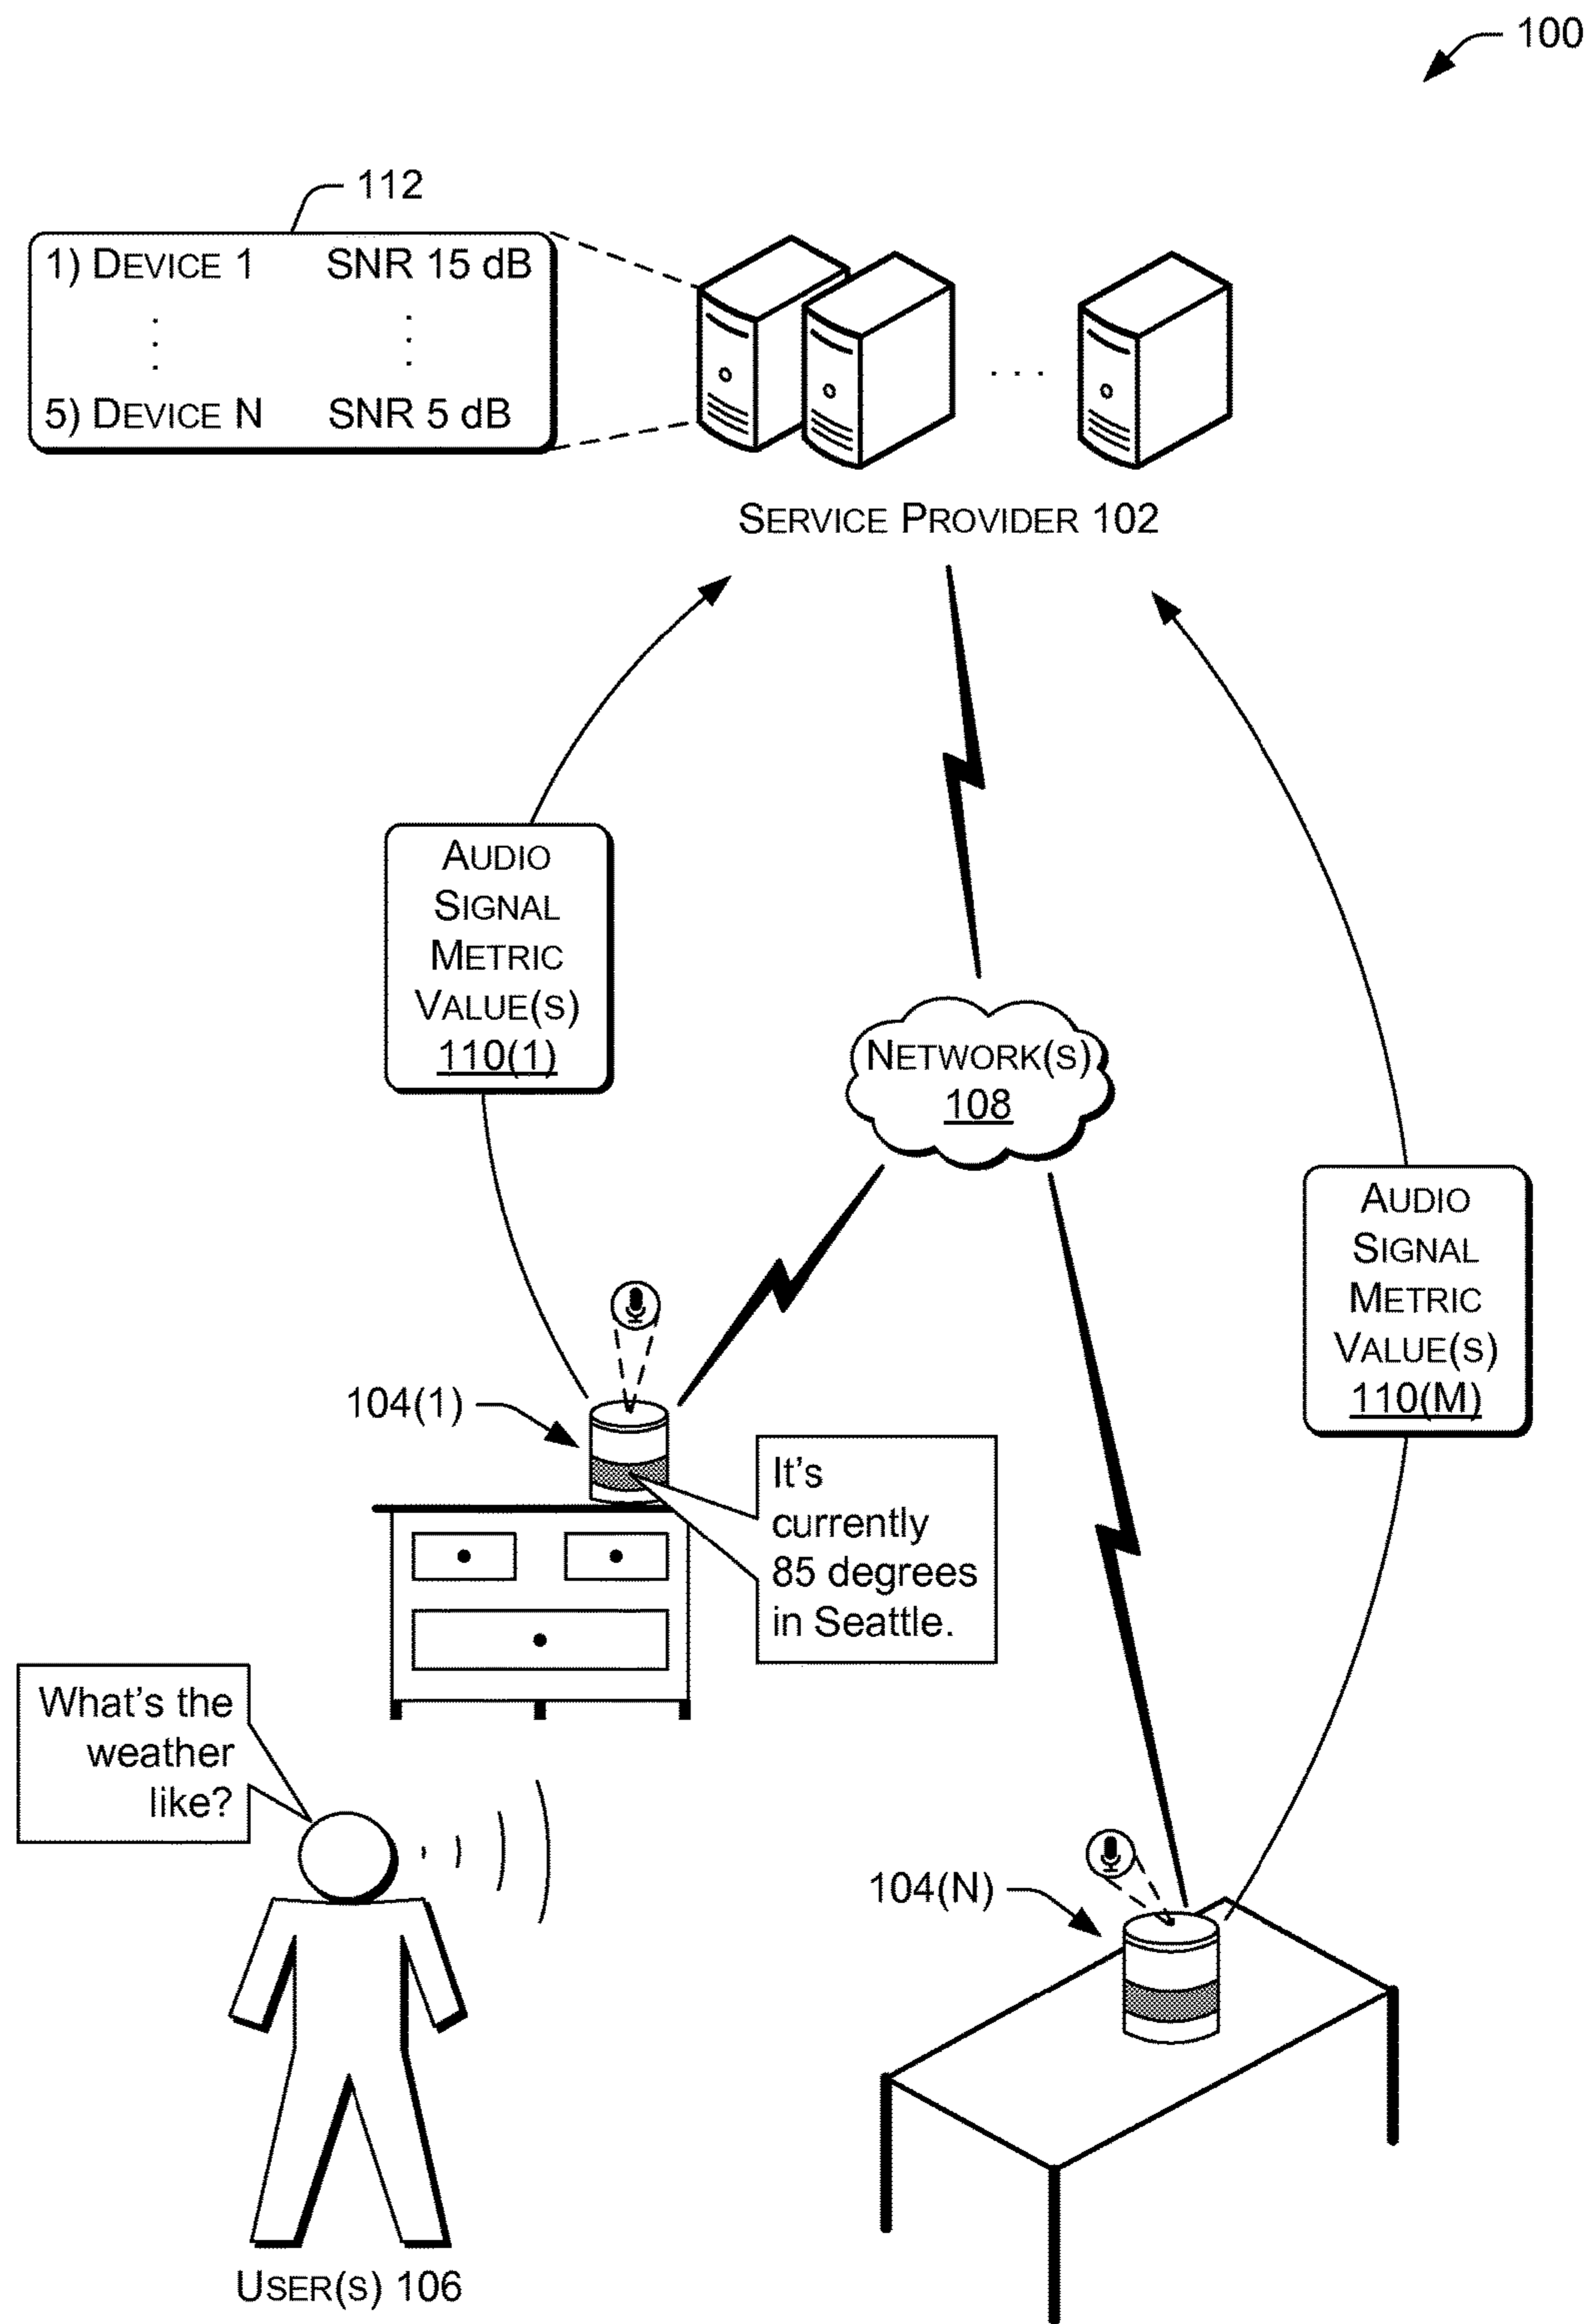 100
112
1) DEVICE 1 SNR 15 dB
5) DEVICE N SNR 5 dB
SERVICE PROVIDER 102
AUDIO
SIGNAL
METRIC
VALUE(S)
110(1)
NETWORK(S)
108
AUDIO
SIGNAL
METRIC
VALUE(S)
110(M)
104(1)
It's
currently
85 degrees
in Seattle.
What's the
weather
like?
104(N)
USER(S) 106